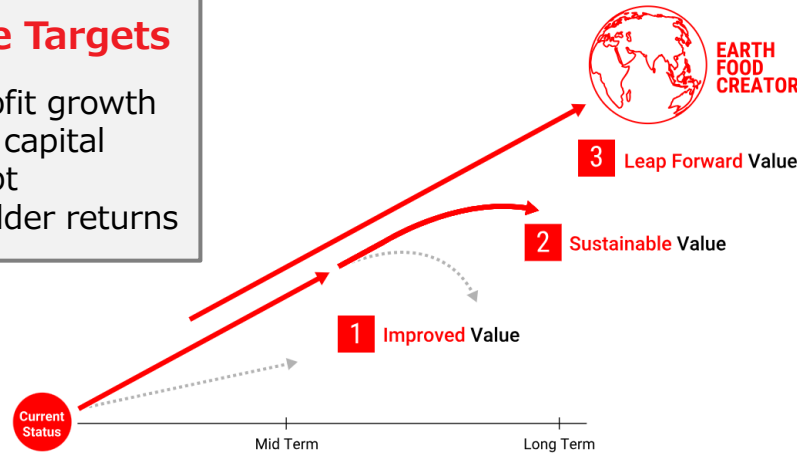 e Targets
ofit growth
capital
ot
lder returns
EARTH
FOOD
CREATOR
3 Leap Forward Value
2 Sustainable Value
1 Improved Value
Current
Status
Mid Term
Long Term